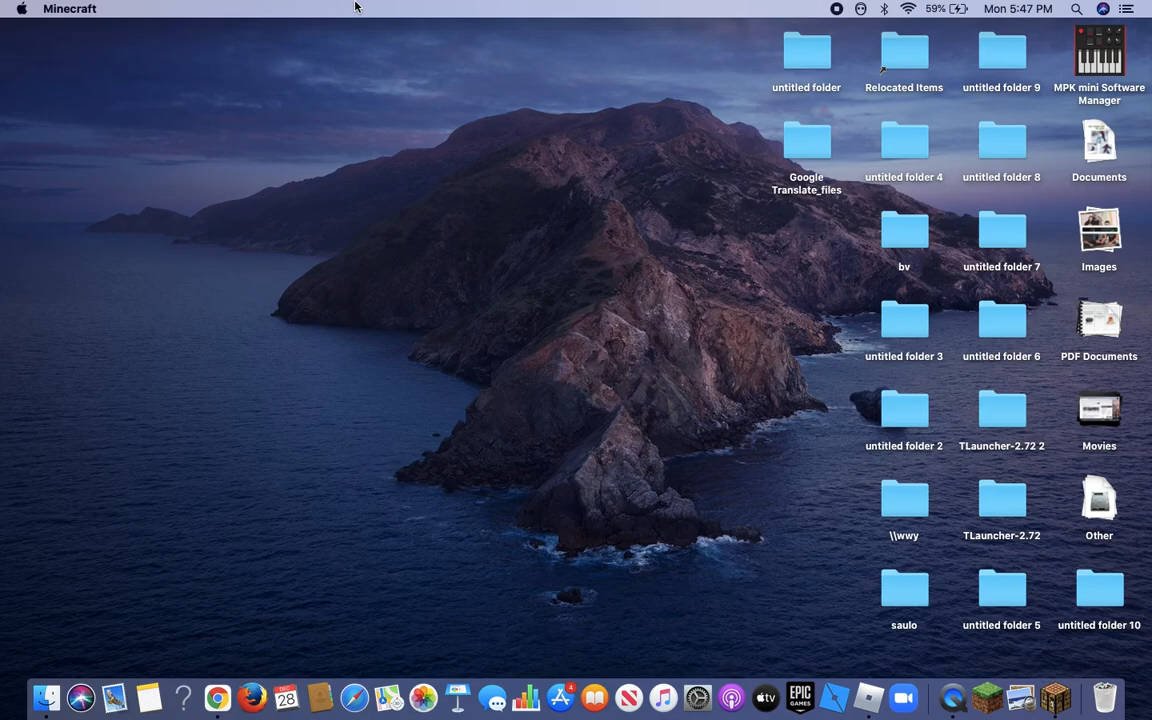 Minecraft
59%
Mon 5:47 PM
untitled folder
Relocated Items
untitled folder 9
MPK mini Software
Manager
Google
Translate_files
untitled folder 4
untitled folder 8
Documents
bv
untitled folder 7
Images
untitled folder 3
untitled folder 6
PDF Documents
untitled folder 2
TLauncher-2.72 2
Movies
\\wwy
TLauncher-2.72
Other
saulo
untitled folder 5
untitled folder 10
DEC
28
4
tv
EPIC
GAMES